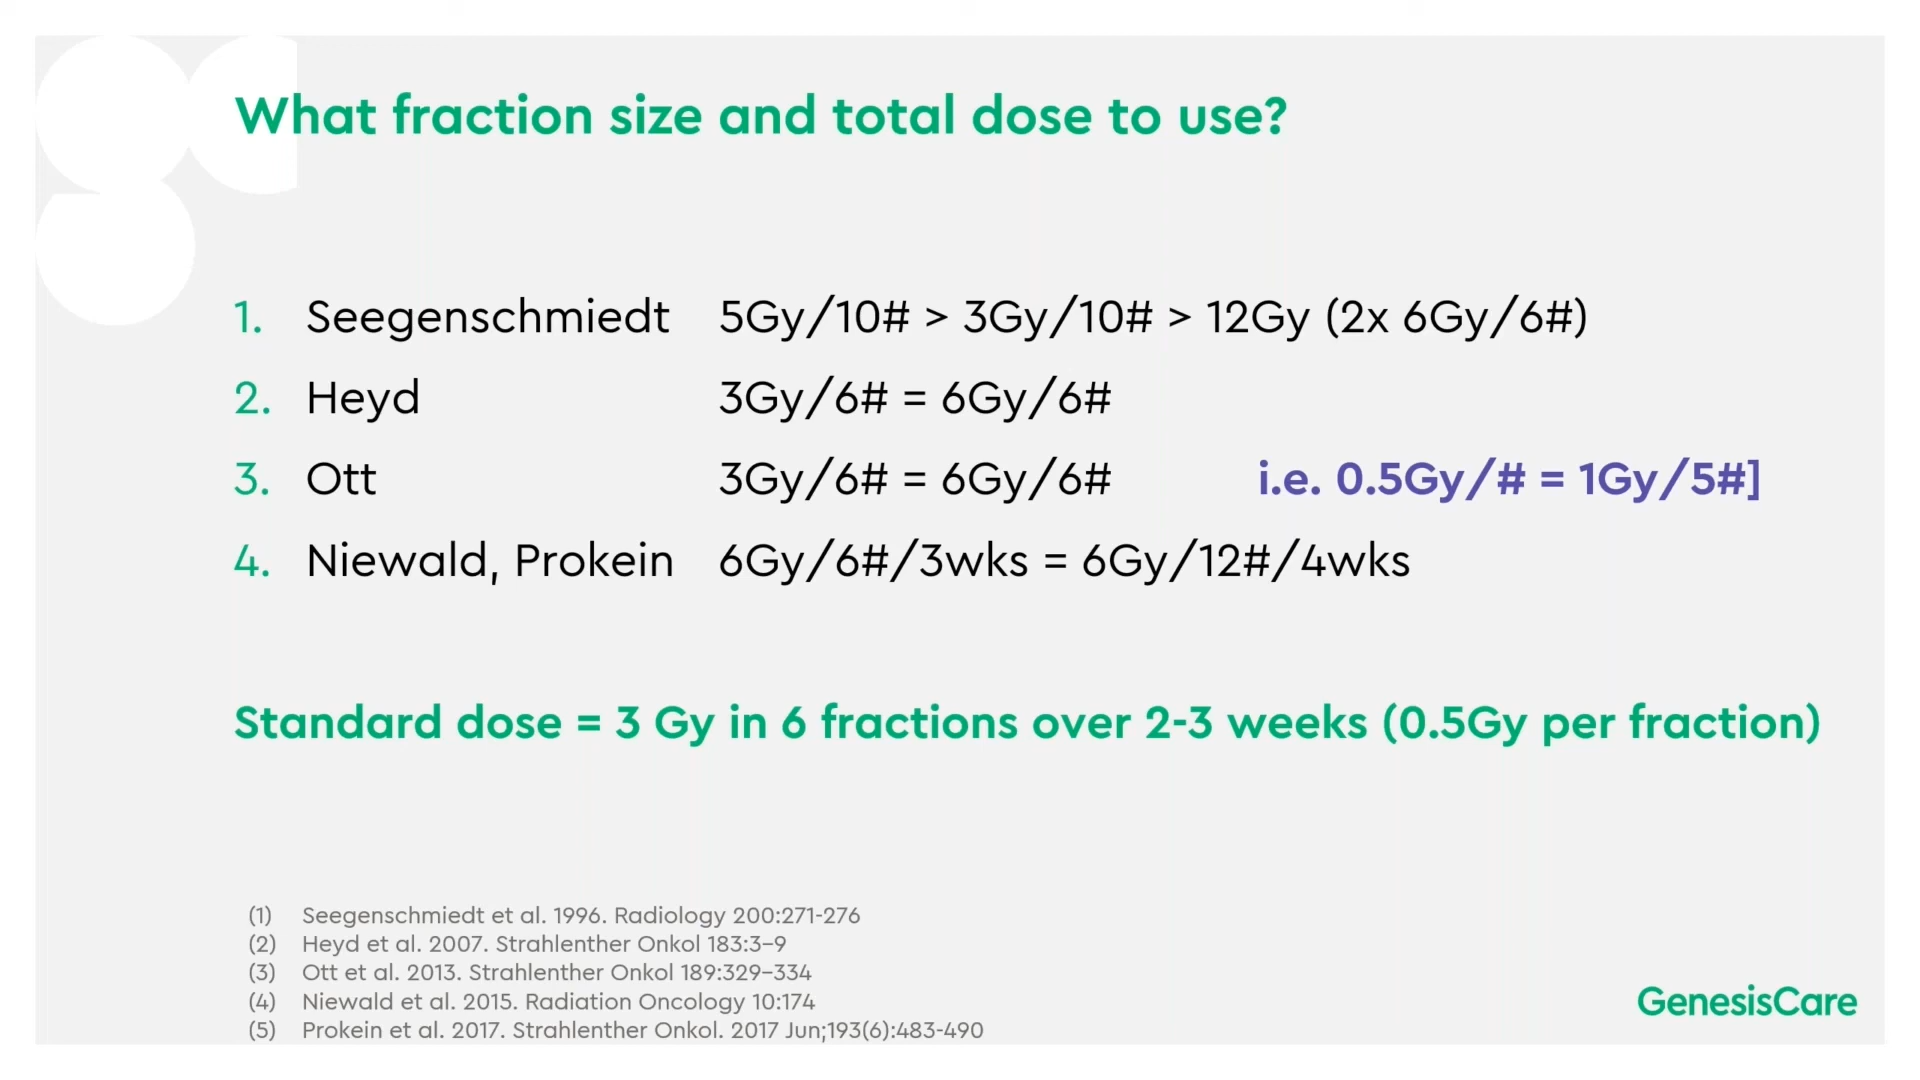 What fraction size and total dose to use?
1. Seegenschmiedt 5Gy/10# > 3Gy/10# > 12Gy (2x 6Gy/6#)
2. Heyd 3Gy/6# = 6Gy/6#
3. Ott 3Gy/6# = 6Gy/6# i.e. 0.5Gy/# = 1Gy/5#]
4. Niewald, Prokein 6Gy/6#/3wks = 6Gy/12#/4wks
Standard dose = 3 Gy in 6 fractions over 2-3 weeks (0.5Gy per fraction)
(1) Seegenschmiedt et al. 1996. Radiology 200:271-276
(2) Heyd et al. 2007. Strahlenther Onkol 183:3–9
(3) Ott et al. 2013. Strahlenther Onkol 189:329–334
(4) Niewald et al. 2015. Radiation Oncology 10:174
(5) Prokein et al. 2017. Strahlenther Onkol. 2017 Jun;193(6):483-490
GenesisCare